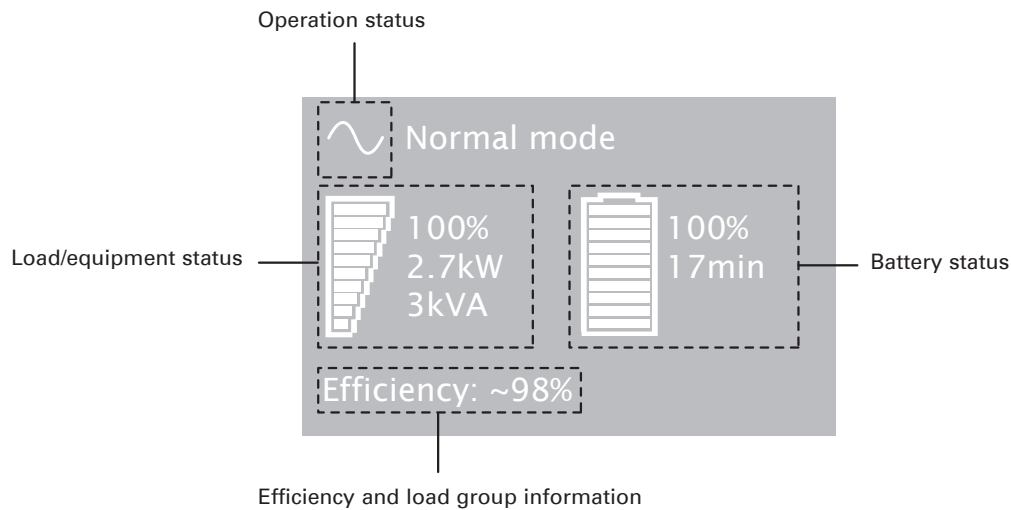 Operation status
Normal mode
Load/equipment status
100%
2.7kW
3kVA
100%
17min
Battery status
Efficiency: ~98%
Efficiency and load group information